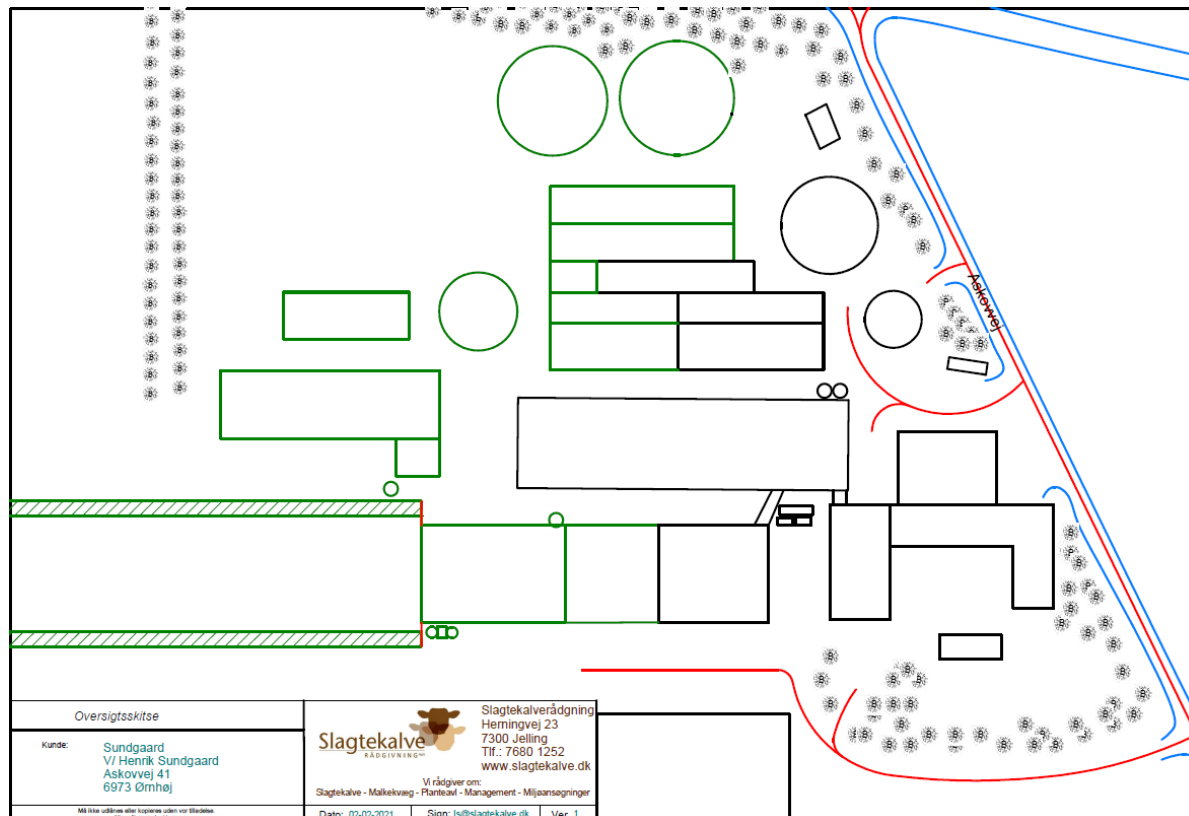 Askovvej
Oversigtsskitse
Kunde:
Sundgaard
V/ Henrik Sundgaard
Askovvej 41
6973 Ørnhøj
Må ikke udlånes eller kopieres uden vor tilladelse.
Slagtekalve
RÅDGIVNING
Slagtekalverådgivning
Herningvej 23
7300 Jelling
Tlf.: 7680 1252
www.slagtekalve.dk
Vi rådgiver om:
Slagtekalve - Malkekvæg - Planteavl - Management - Miljøansøgninger
Dato: 02-02-2021
Sign: ls@slagtekalve.dk
Ver. 1